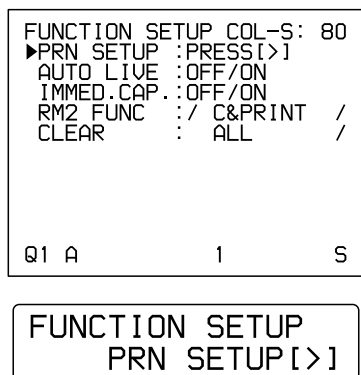 FUNCTION SETUP COL-S: 80
▶PRN SETUP :PRESS[>]
AUTO LIVE :OFF/ON
IMMED.CAP.:OFF/ON
RM2 FUNC :/ C&PRINT /
CLEAR : ALL /
Q1 A 1 S
FUNCTION SETUP
PRN SETUP[>]